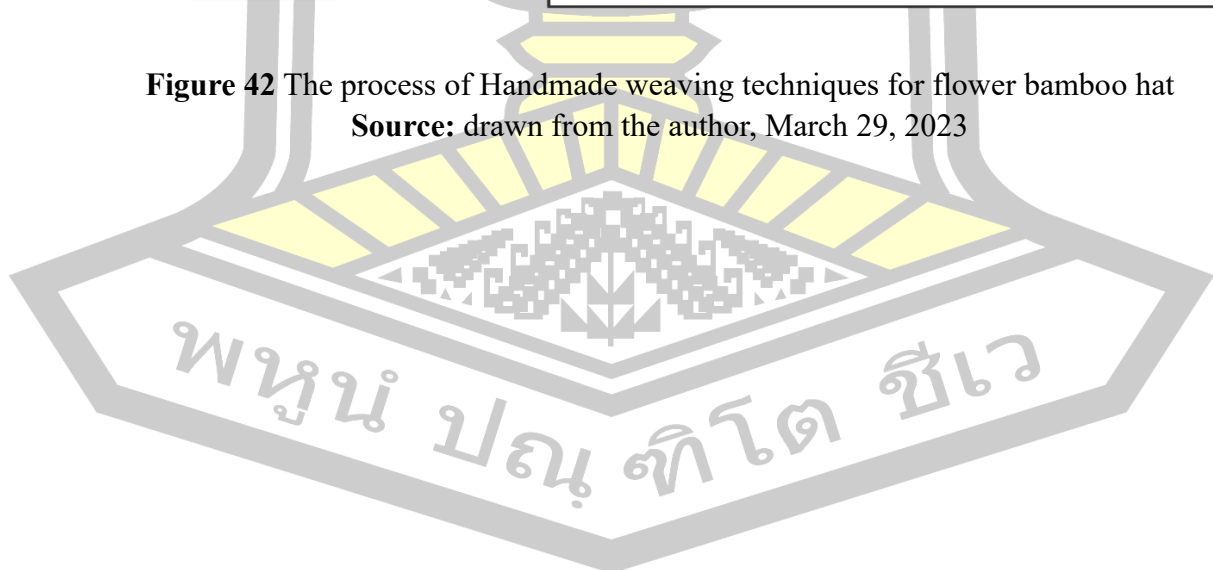 Figure 42 The process of Handmade weaving techniques for flower bamboo hat
Source: drawn from the author, March 29, 2023
พหูนํ ปณฺฑิโต ชีเว